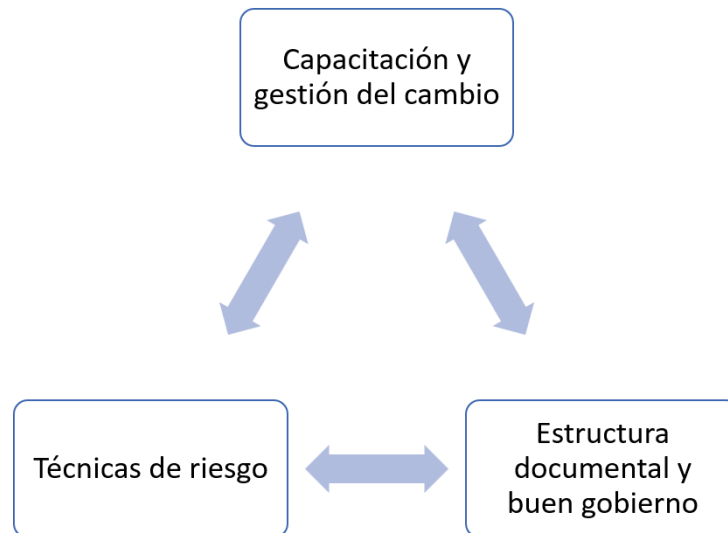 Capacitación y
gestión del cambio
Técnicas de riesgo
Estructura
documental y
buen gobierno